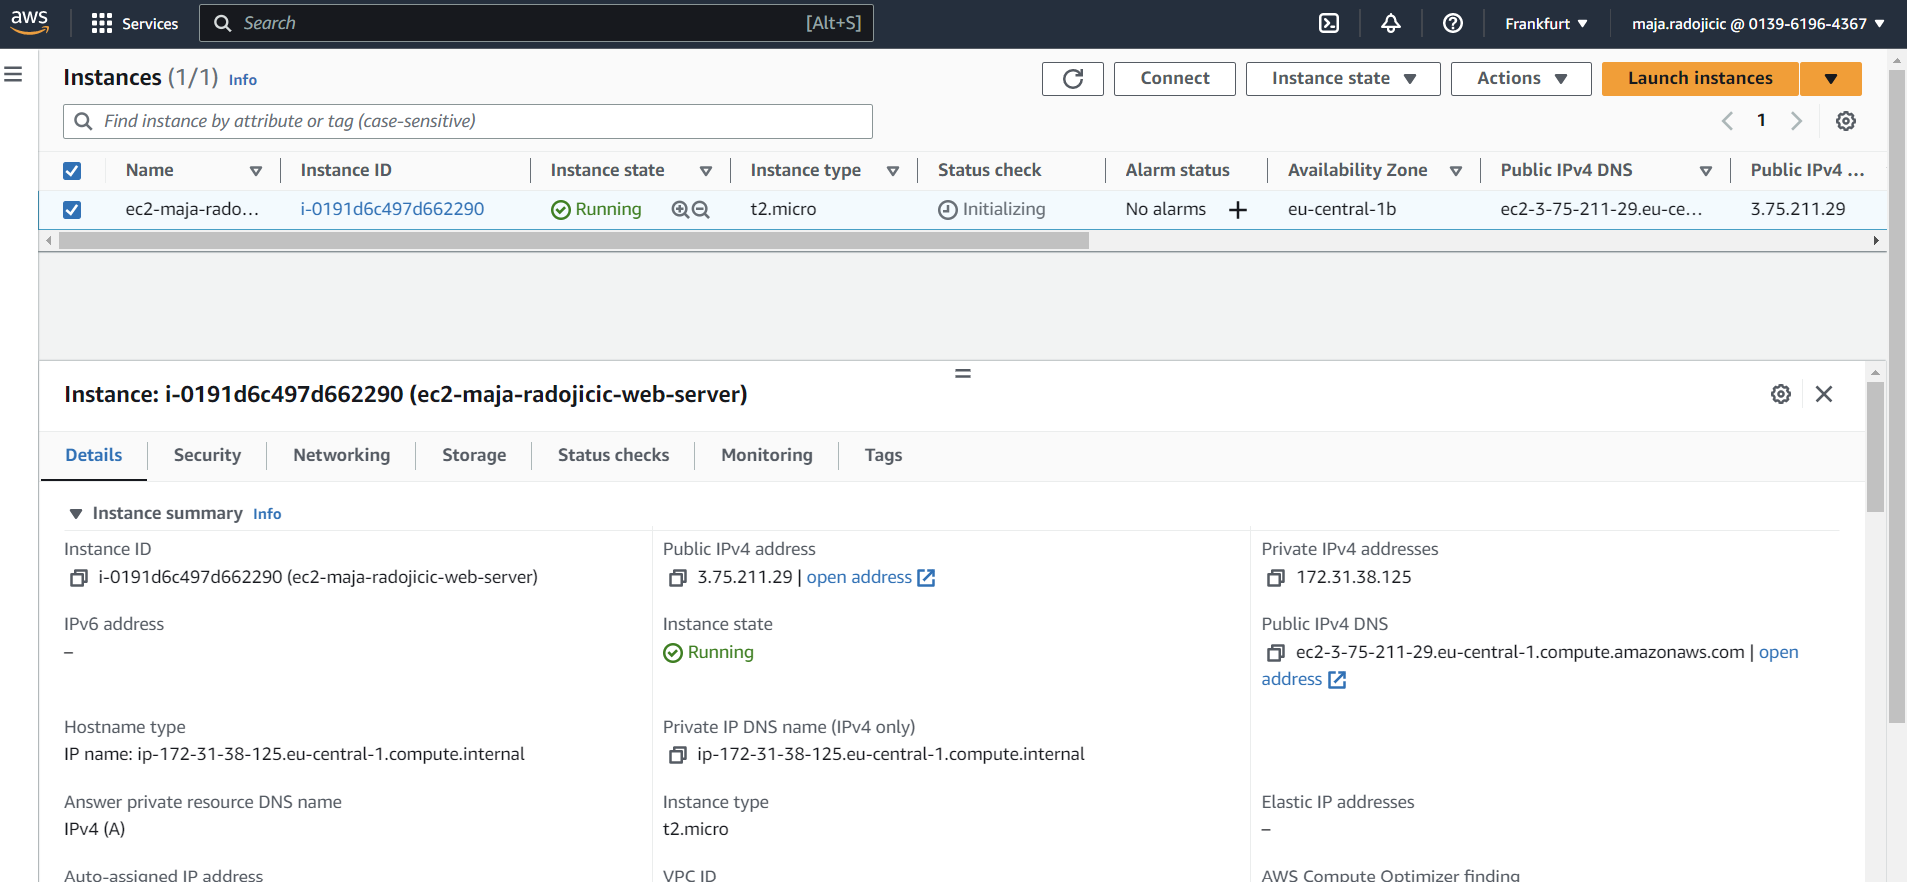 aws Services Search [Alt+S] Frankfurt maja.radojicic @ 0139-6196-4367
Instances (1/1) Info Connect Instance state Actions Launch instances
Find instance by attribute or tag (case-sensitive) 1
Name Instance ID Instance state Instance type Status check Alarm status Availability Zone Public IPv4 DNS Public IPv4 ...
ec2-maja-rado... i-0191d6c497d662290 Running t2.micro Initializing No alarms + eu-central-1b ec2-3-75-211-29.eu-ce... 3.75.211.29
Instance: i-0191d6c497d662290 (ec2-maja-radojicic-web-server)
Details Security Networking Storage Status checks Monitoring Tags
Instance summary Info
Instance ID
i-0191d6c497d662290 (ec2-maja-radojicic-web-server)
Public IPv4 address
3.75.211.29 | open address
Private IPv4 addresses
172.31.38.125
IPv6 address
–
Instance state
Running
Public IPv4 DNS
ec2-3-75-211-29.eu-central-1.compute.amazonaws.com | open
address
Hostname type
IP name: ip-172-31-38-125.eu-central-1.compute.internal
Private IP DNS name (IPv4 only)
ip-172-31-38-125.eu-central-1.compute.internal
Answer private resource DNS name
IPv4 (A)
Instance type
t2.micro
Elastic IP addresses
–
Auto-assigned IP address
VPC ID
AWS Compute Optimizer finding